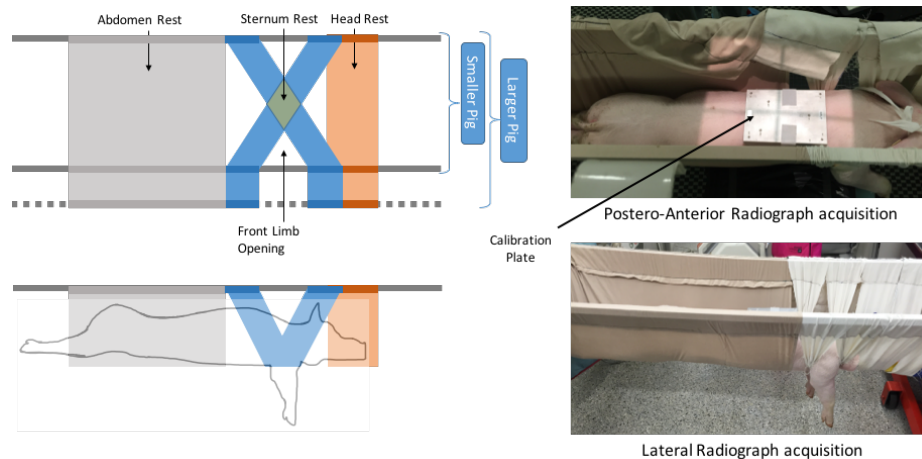 Abdomen Rest
Sternum Rest
Head Rest
Smaller Pig
Larger Pig
Front Limb
Opening
Calibration
Plate
Postero-Anterior Radiograph acquisition
Lateral Radiograph acquisition